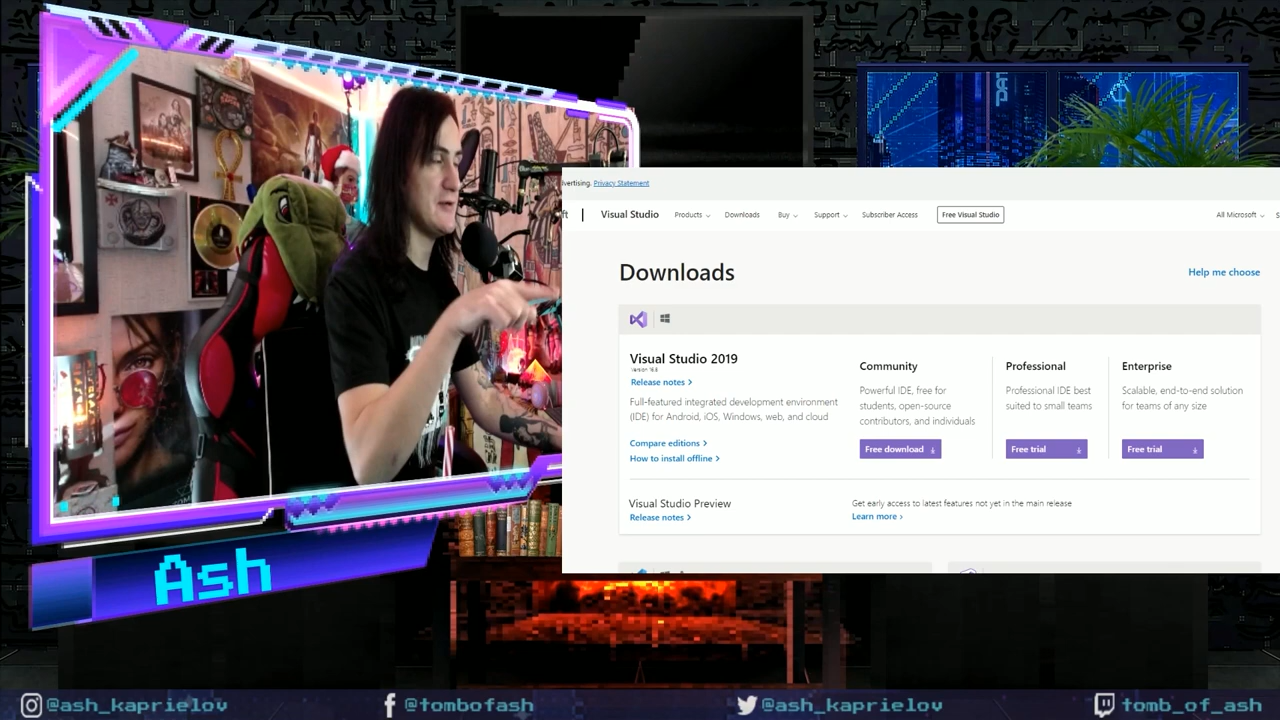 lvertising. Privacy Statement
ft | Visual Studio Products Downloads Buy Support Subscriber Access Free Visual Studio All Microsoft S
Downloads
Help me choose
Visual Studio 2019
Release notes
Full-featured integrated development environment
(IDE) for Android, iOS, Windows, web, and cloud
Compare editions
How to install offline
Community
Powerful IDE, free for
students, open-source
contributors, and individuals
Free download
Professional
Professional IDE best
suited to small teams
Free trial
Enterprise
Scalable, end-to-end solution
for teams of any size
Free trial
Visual Studio Preview
Release notes
Get early access to latest features not yet in the main release
Learn more
Ash
@ash_kaprielov
@tombofash
@ash_kaprielov
tomb_of_ash